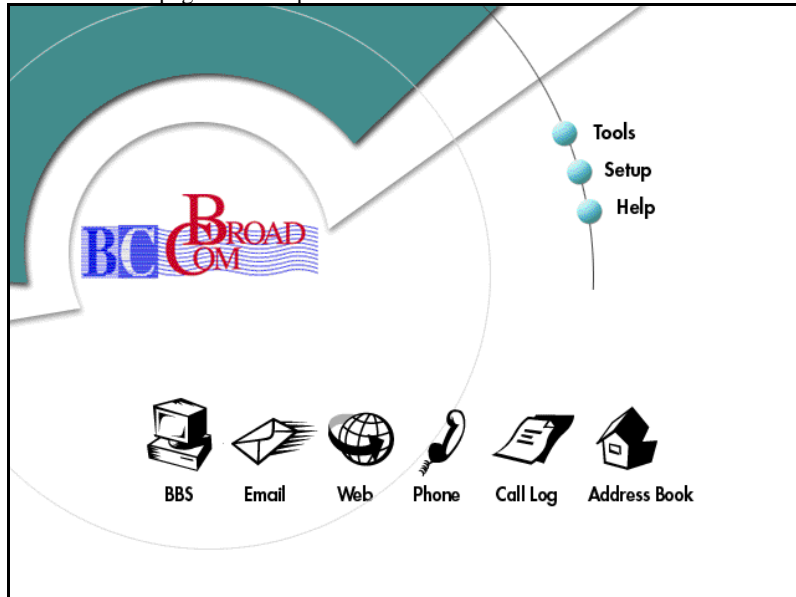 Tools
Setup
Help
BC BROAD
COM
BBS Email Web Phone Call Log Address Book